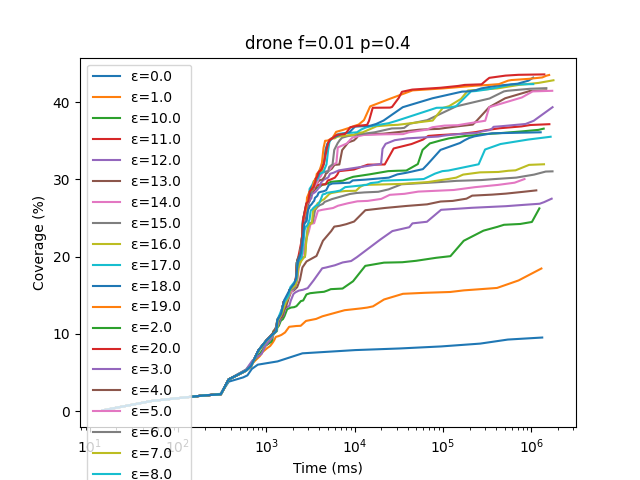 drone f=0.01 p=0.4
Coverage (%)
40
30
20
10
0
ε=0.0
ε=1.0
ε=10.0
ε=11.0
ε=12.0
ε=13.0
ε=14.0
ε=15.0
ε=16.0
ε=17.0
ε=18.0
ε=19.0
ε=2.0
ε=20.0
ε=3.0
ε=4.0
ε=5.0
ε=6.0
ε=7.0
ε=8.0
10¹ 10² 10³ 10⁴ 10⁵ 10⁶
Time (ms)